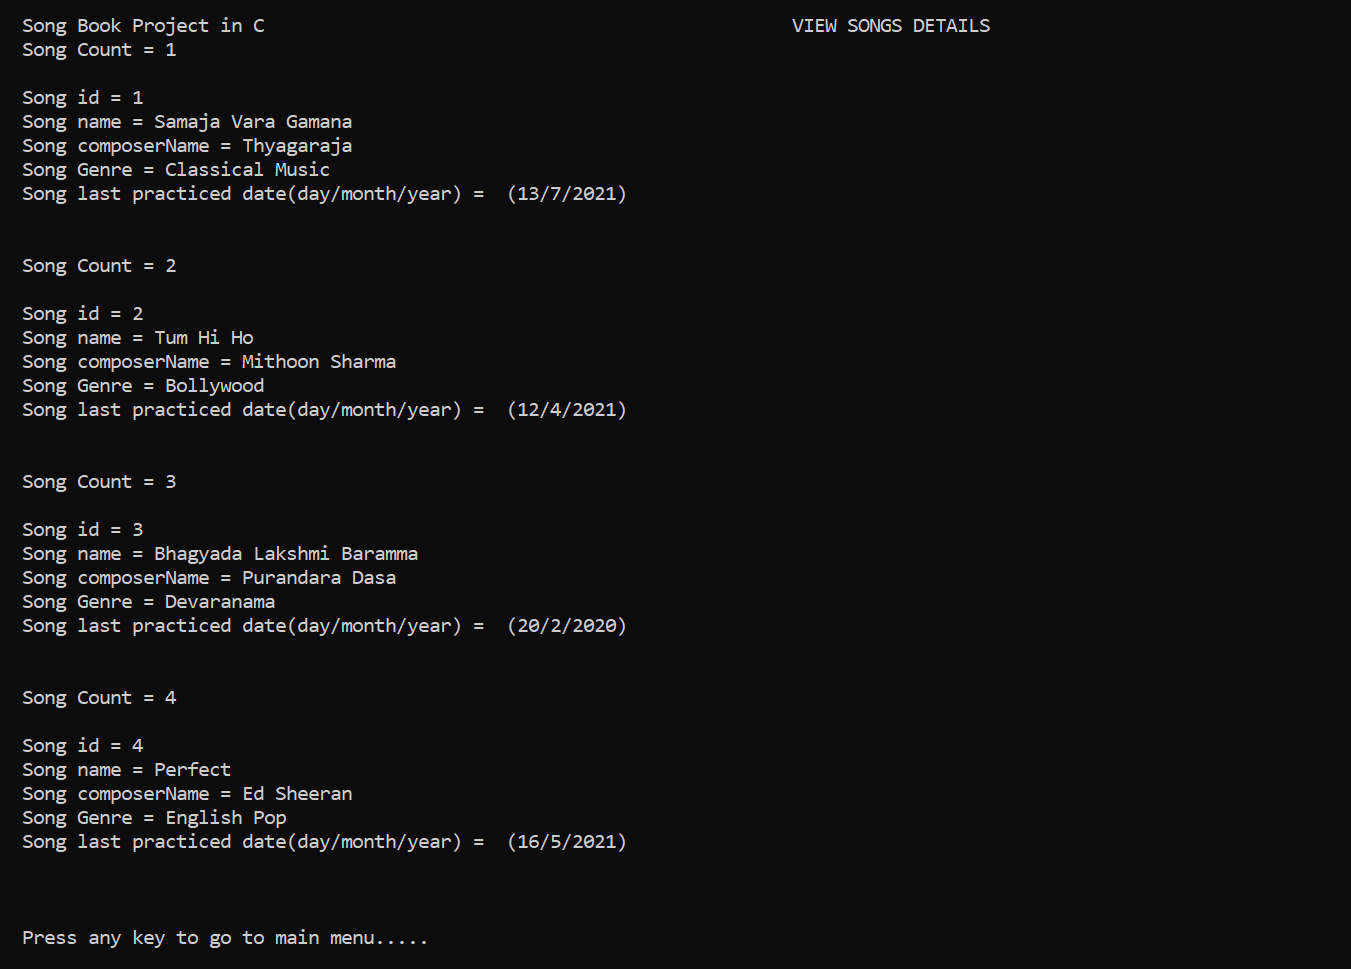 Song Book Project in C VIEW SONGS DETAILS
Song Count = 1
Song id = 1
Song name = Samaja Vara Gamana
Song composerName = Thyagaraja
Song Genre = Classical Music
Song last practiced date(day/month/year) =  (13/7/2021)
Song Count = 2
Song id = 2
Song name = Tum Hi Ho
Song composerName = Mithoon Sharma
Song Genre = Bollywood
Song last practiced date(day/month/year) =  (12/4/2021)
Song Count = 3
Song id = 3
Song name = Bhagyada Lakshmi Baramma
Song composerName = Purandara Dasa
Song Genre = Devaranama
Song last practiced date(day/month/year) =  (20/2/2020)
Song Count = 4
Song id = 4
Song name = Perfect
Song composerName = Ed Sheeran
Song Genre = English Pop
Song last practiced date(day/month/year) =  (16/5/2021)
Press any key to go to main menu.....